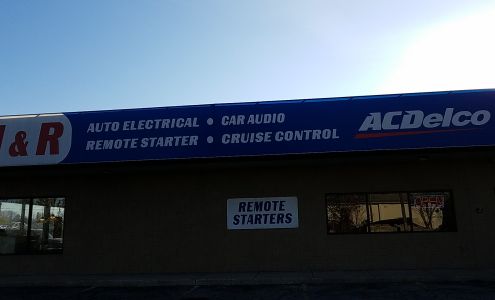 & R
AUTO ELECTRICAL • CAR AUDIO
REMOTE STARTER • CRUISE CONTROL
ACDelco
REMOTE
STARTERS
OPEN